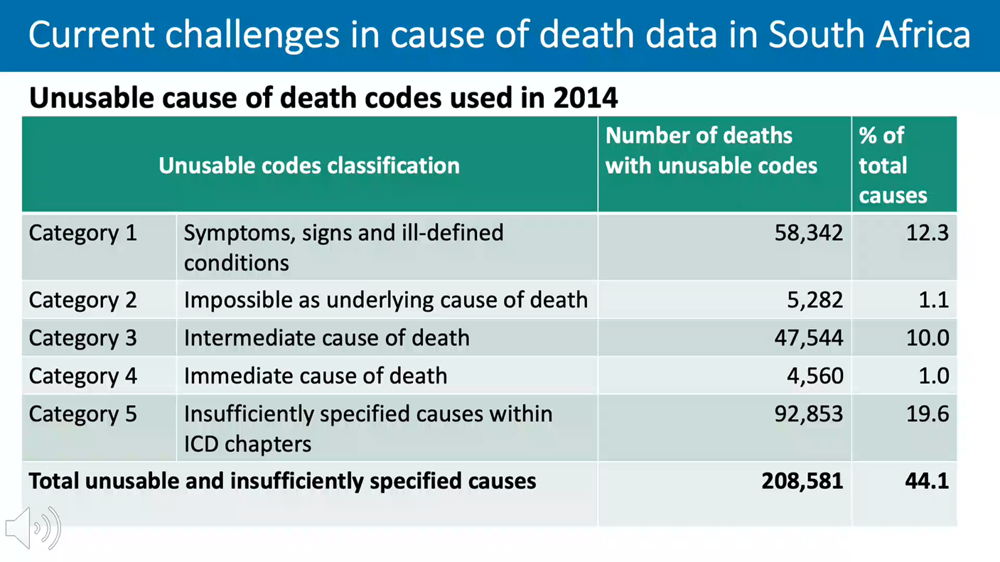 Current challenges in cause of death data in South Africa
Unusable cause of death codes used in 2014
Unusable codes classification
Number of deaths
with unusable codes
% of
total
causes
Category 1
Symptoms, signs and ill-defined
conditions
58,342
12.3
Category 2
Impossible as underlying cause of death
5,282
1.1
Category 3
Intermediate cause of death
47,544
10.0
Category 4
Immediate cause of death
4,560
1.0
Category 5
Insufficiently specified causes within
ICD chapters
92,853
19.6
Total unusable and insufficiently specified causes
208,581
44.1